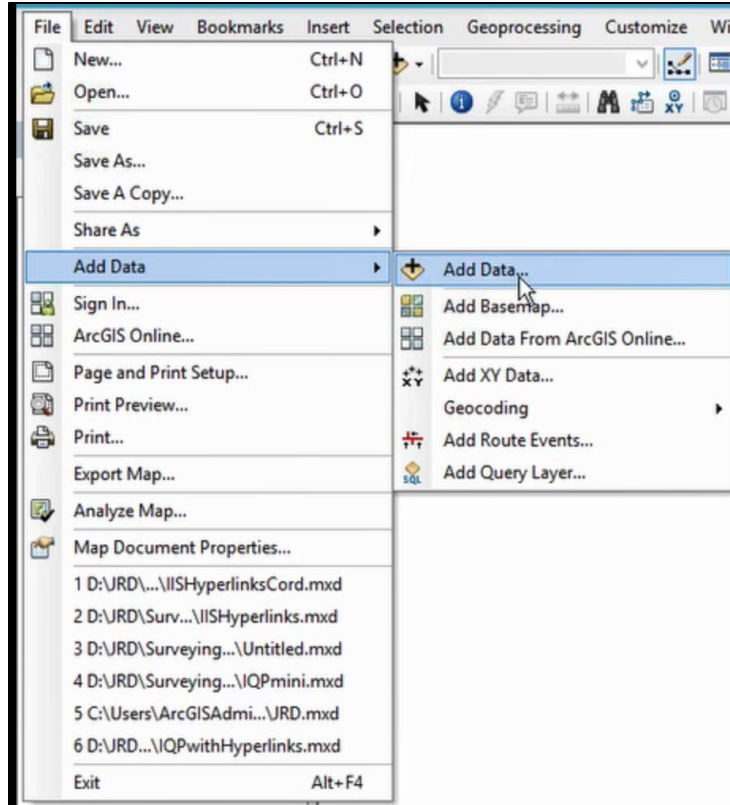 File Edit View Bookmarks Insert Selection Geoprocessing Customize Wi
New... Ctrl+N
Open... Ctrl+O
Save Ctrl+S
Save As...
Save A Copy...
Share As
Add Data
Sign In...
ArcGIS Online...
Page and Print Setup...
Print Preview...
Print...
Export Map...
Analyze Map...
Map Document Properties...
1 D:\JRD\...\IISHyperlinksCord.mxd
2 D:\JRD\Surv...\IISHyperlinks.mxd
3 D:\JRD\Surveying...\Untitled.mxd
4 D:\JRD\Surveying...\IQPmini.mxd
5 C:\Users\ArcGISAdmi...\JRD.mxd
6 D:\JRD...\IQPwithHyperlinks.mxd
Exit Alt+F4
XY
Add Data...
Add Basemap...
Add Data From ArcGIS Online...
XY Add XY Data...
Geocoding
Add Route Events...
SQL Add Query Layer...